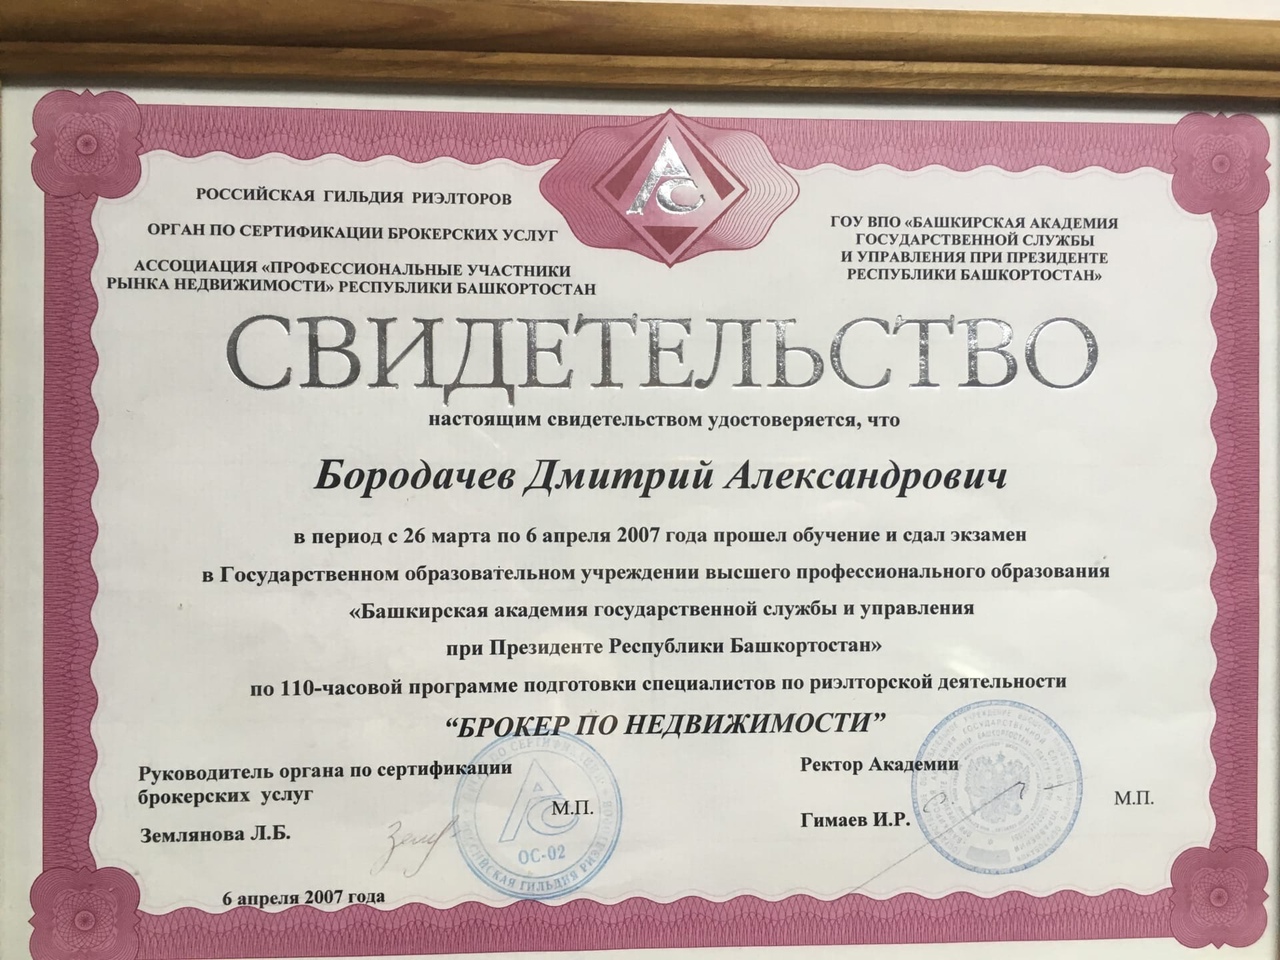 РОССИЙСКАЯ ГИЛЬДИЯ РИЭЛТОРОВ
ОРГАН ПО СЕРТИФИКАЦИИ БРОКЕРСКИХ УСЛУГ
АССОЦИАЦИЯ «ПРОФЕССИОНАЛЬНЫЕ УЧАСТНИКИ
РЫНКА НЕДВИЖИМОСТИ» РЕСПУБЛИКИ БАШКОРТОСТАН
АС
ГОУ ВПО «БАШКИРСКАЯ АКАДЕМИЯ
ГОСУДАРСТВЕННОЙ СЛУЖБЫ
И УПРАВЛЕНИЯ ПРИ ПРЕЗИДЕНТЕ
РЕСПУБЛИКИ БАШКОРТОСТАН»
СВИДЕТЕЛЬСТВО
настоящим свидетельством удостоверяется, что
Бородачев Дмитрий Александрович
в период с 26 марта по 6 апреля 2007 года прошел обучение и сдал экзамен
в Государственном образовательном учреждении высшего профессионального образования
«Башкирская академия государственной службы и управления
при Президенте Республики Башкортостан»
по 110-часовой программе подготовки специалистов по риэлторской деятельности
“БРОКЕР ПО НЕДВИЖИМОСТИ”
Руководитель органа по сертификации
брокерских услуг
Землянова Л.Б.
М.П.
ОС-02
ГИЛЬДИЯ
6 апреля 2007 года
Ректор Академии
Гимаев И.Р.
М.П.